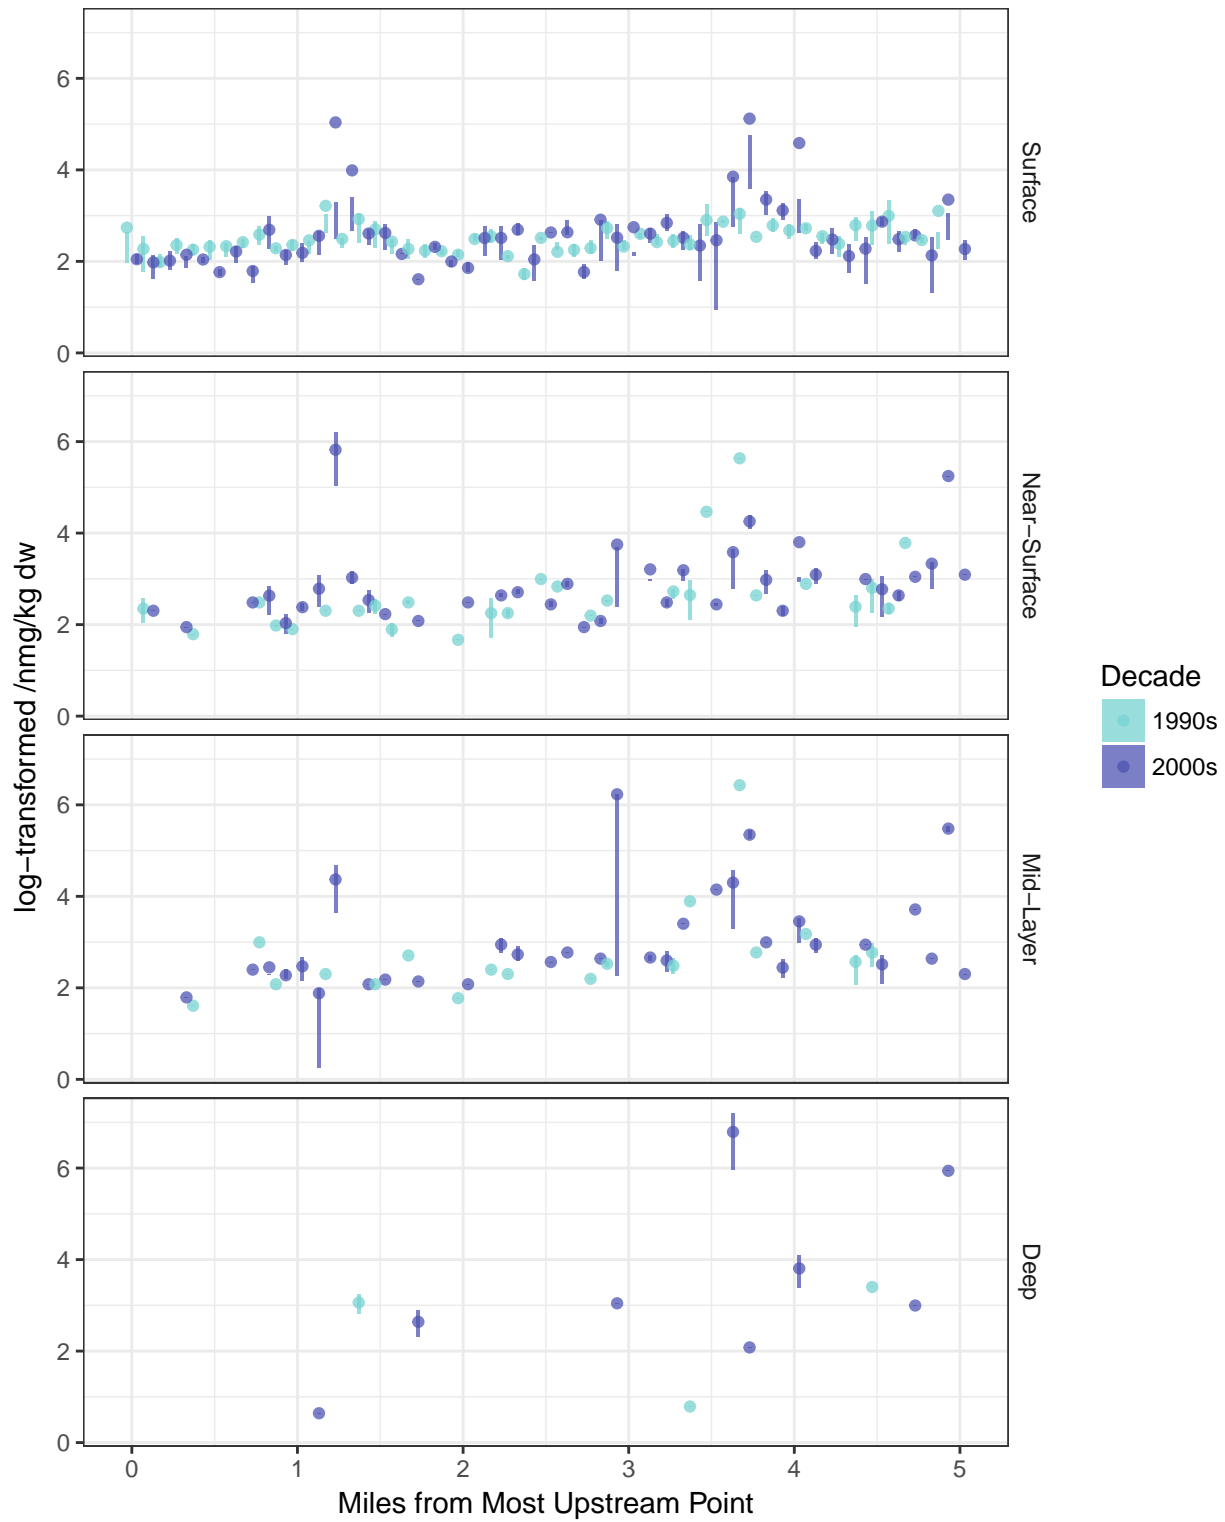 6
4
2
0
Surface
6
4
2
0
Near−Surface
6
4
2
0
Mid−Layer
6
4
2
0
Deep
0 1 2 3 4 5
Miles from Most Upstream Point
log−transformed /nmg/kg dw
Decade
1990s
2000s